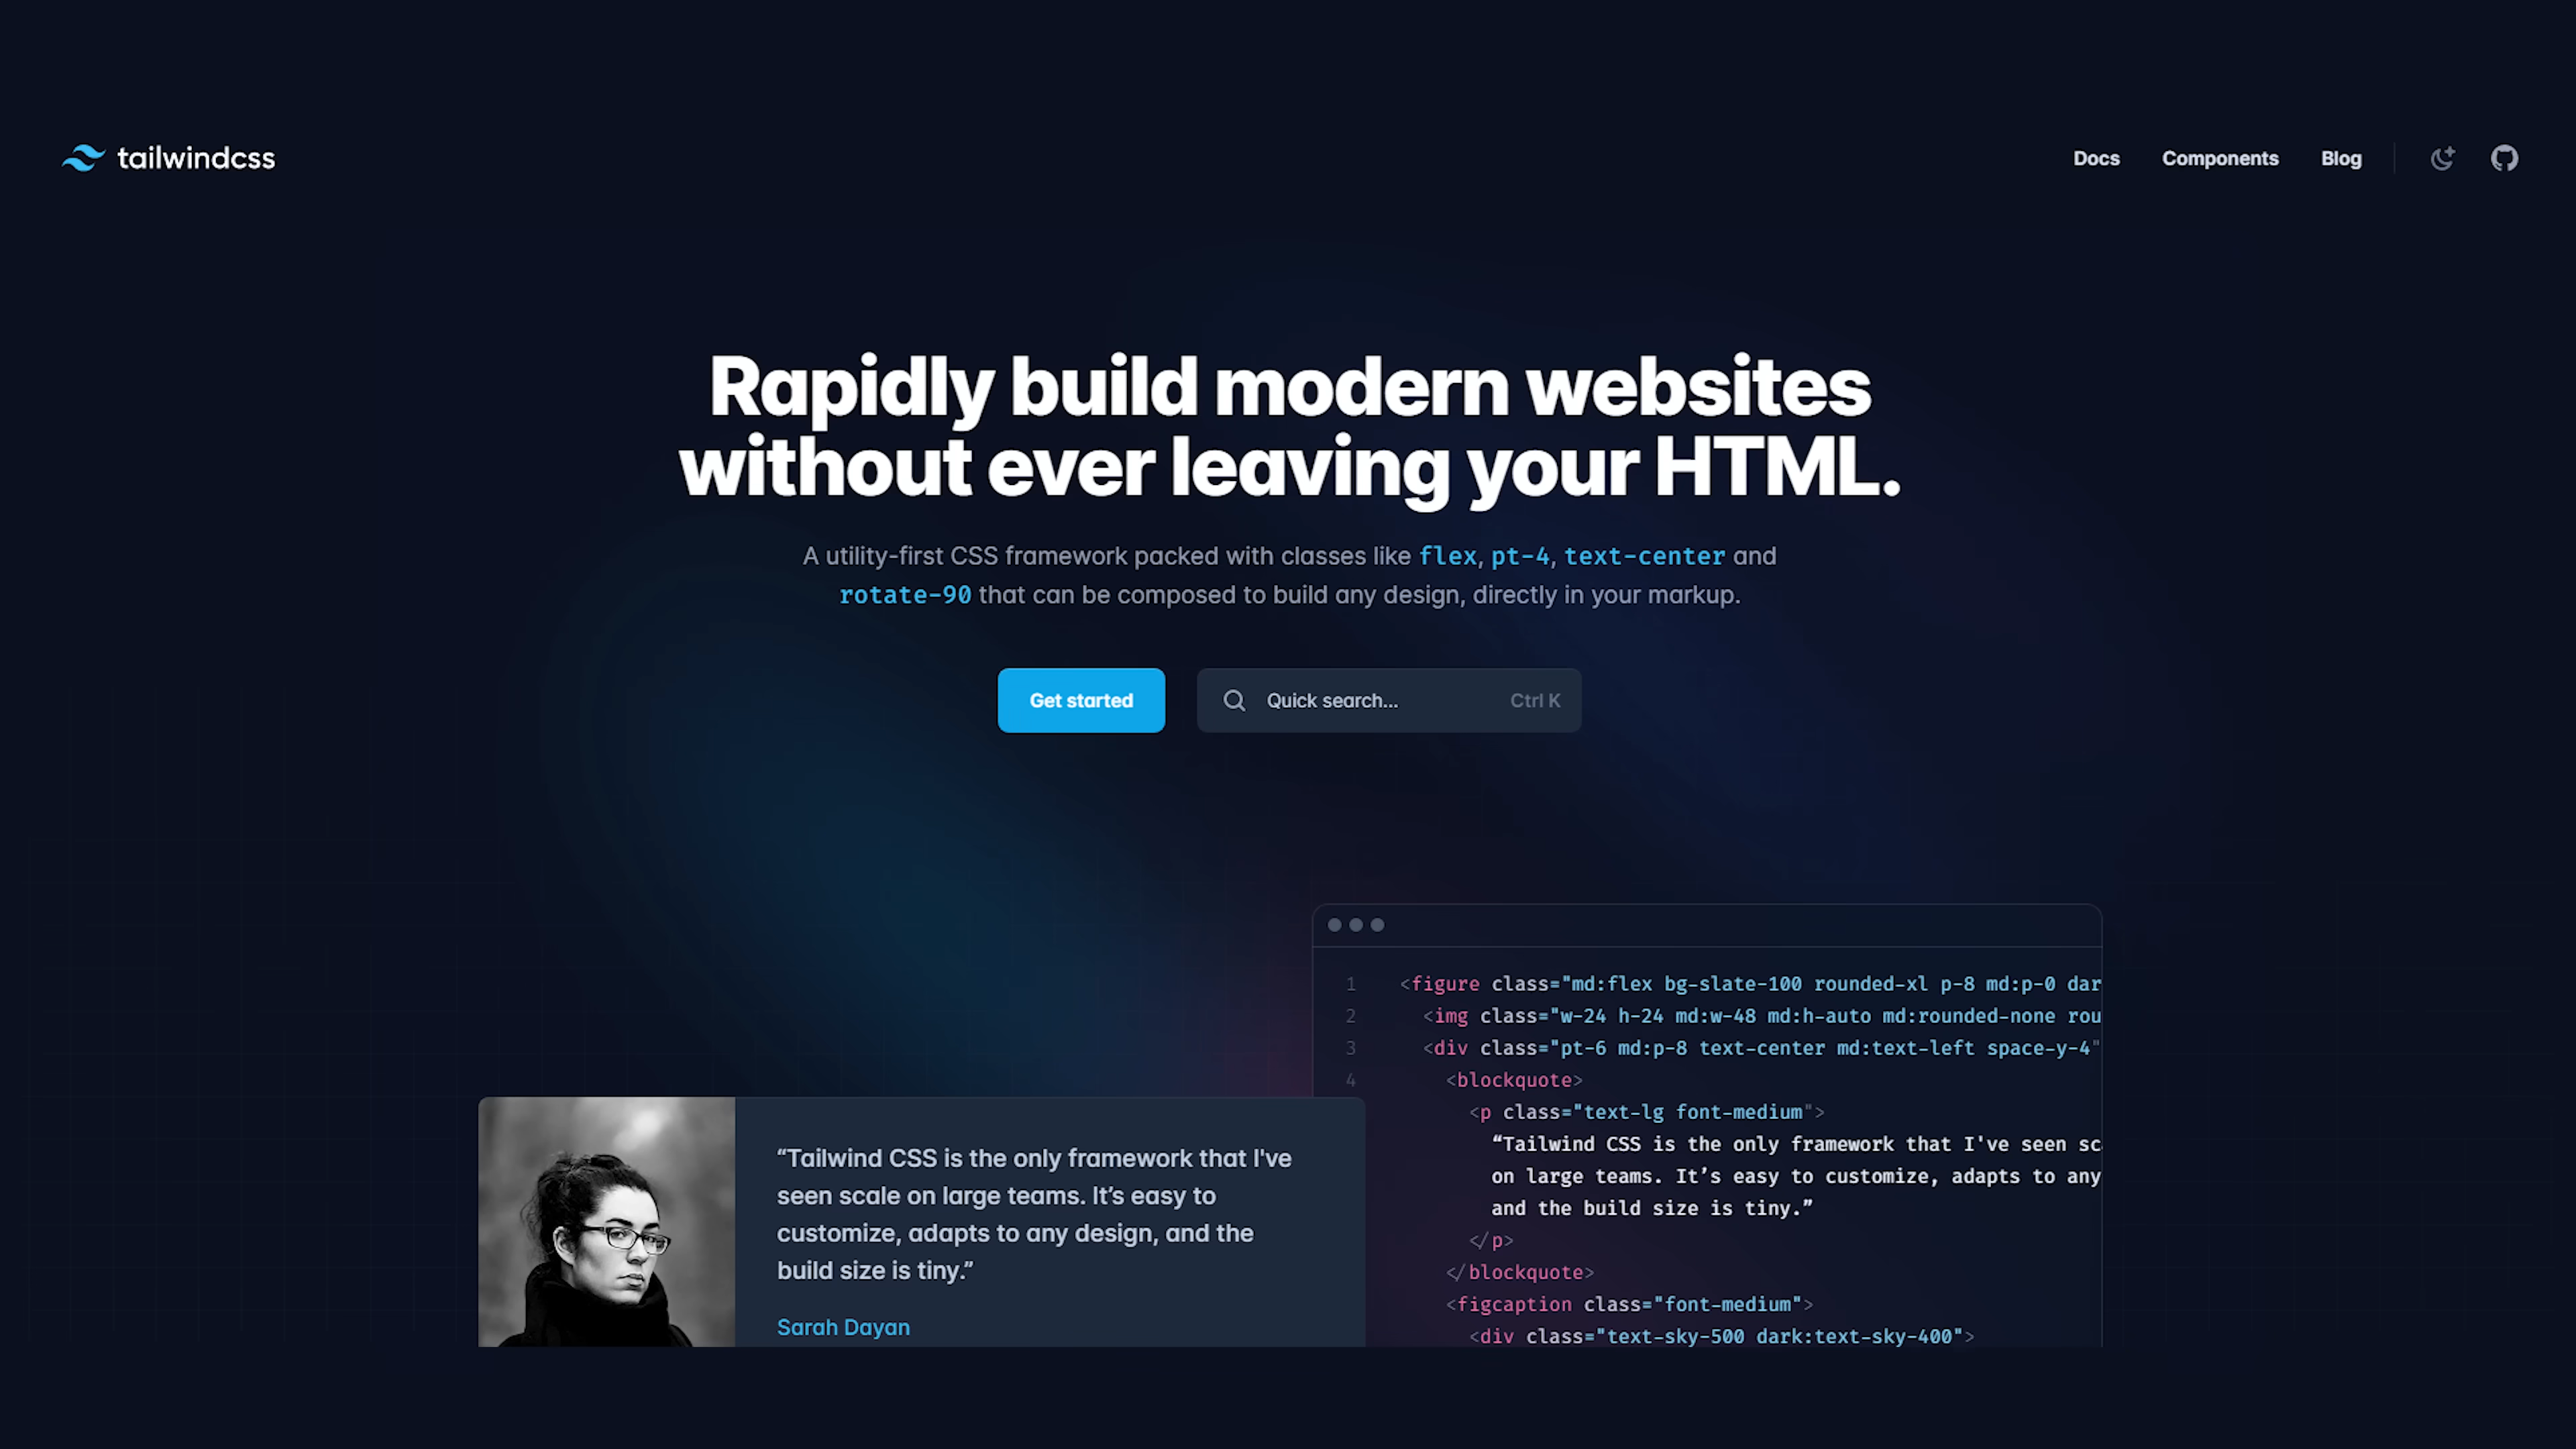 tailwindcss
Docs
Components
Blog
Rapidly build modern websites
without ever leaving your HTML.
A utility-first CSS framework packed with classes like flex, pt-4, text-center and
rotate-90 that can be composed to build any design, directly in your markup.
Get started
Quick search...
Ctrl K
“Tailwind CSS is the only framework that I've
seen scale on large teams. It’s easy to
customize, adapts to any design, and the
build size is tiny.”
Sarah Dayan
1 <figure class="md:flex bg-slate-100 rounded-xl p-8 md:p-0 dar
2 <img class="w-24 h-24 md:w-48 md:h-auto md:rounded-none rou
3 <div class="pt-6 md:p-8 text-center md:text-left space-y-4"
4 <blockquote>
<p class="text-lg font-medium">
“Tailwind CSS is the only framework that I've seen sc
on large teams. It’s easy to customize, adapts to any
and the build size is tiny.”
</p>
</blockquote>
<figcaption class="font-medium">
<div class="text-sky-500 dark:text-sky-400">